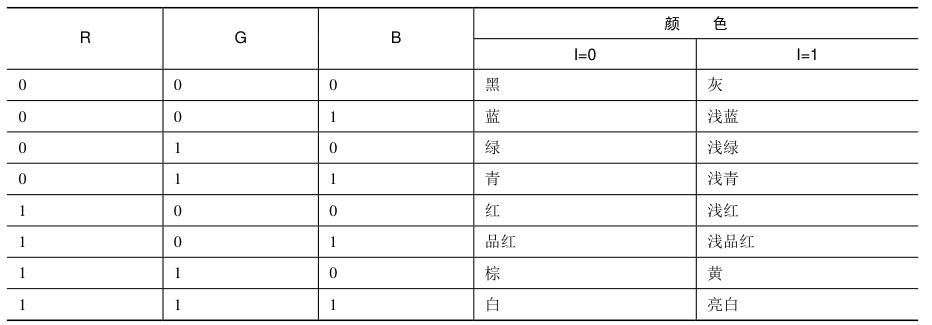 R G B 颜 色
I=0 I=1
0 0 0 黑 灰
0 0 1 蓝 浅蓝
0 1 0 绿 浅绿
0 1 1 青 浅青
1 0 0 红 浅红
1 0 1 品红 浅品红
1 1 0 棕 黄
1 1 1 白 亮白